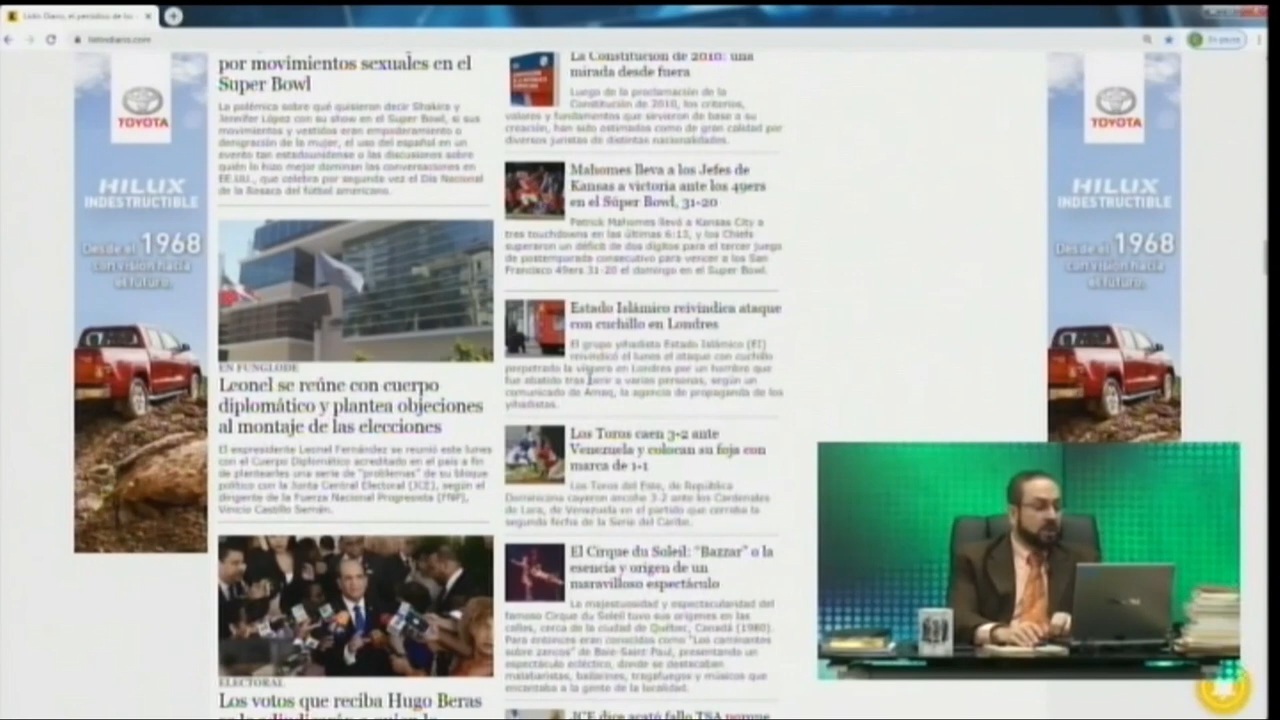 Listín Diario, el periódico de los
listindiario.com
En pausa
TOYOTA
HILUX
INDESTRUCTIBLE
Desde el 1968
con visión hacia
el futuro.
por movimientos sexuales en el
Super Bowl
La polémica sobre qué quisieron decir Shakira y
Jennifer López con su show en el Super Bowl, si sus
movimientos y vestidos eran empoderamiento o
denigración de la mujer, el uso del español en un
evento tan estadounidense o las discusiones sobre
quién lo hizo mejor dominan las conversaciones en
EE.UU., que celebra por segunda vez el Día Nacional
de la Resaca del fútbol americano.
EN FUNGLODE
Leonel se reúne con cuerpo
diplomático y plantea objeciones
al montaje de las elecciones
El expresidente Leonel Fernández se reunió este lunes
con el Cuerpo Diplomático acreditado en el país a fin
de plantearles una serie de "problemas" de su bloque
político con la Junta Central Electoral (JCE), según el
dirigente de la Fuerza Nacional Progresista (FNP),
Vinicio Castillo Semán.
ELECTORAL
Los votos que reciba Hugo Beras
La Constitución de 2010: una
mirada desde fuera
Luego de la proclamación de la
Constitución de 2010, los criterios,
valores y fundamentos que sirvieron de base a su
creación, han sido estimados como de gran calidad por
diversos juristas de distintas nacionalidades.
Mahomes lleva a los Jefes de
Kansas a victoria ante los 49ers
en el Súper Bowl, 31-20
Patrick Mahomes llevó a Kansas City a
tres touchdowns en las últimas 6:13, y los Chiefs
superaron un déficit de dos dígitos para el tercer juego
de postemporada consecutivo para vencer a los San
Francisco 49ers 31-20 el domingo en el Super Bowl.
Estado Islámico reivindica ataque
con cuchillo en Londres
El grupo yihadista Estado Islámico (EI)
reivindicó el lunes el ataque con cuchillo
perpetrado la víspera en Londres por un hombre que
fue abatido tras herir a varias personas, según un
comunicado de Amaq, la agencia de propaganda de los
yihadistas.
Los Toros caen 3-2 ante
Venezuela y colocan su foja con
marca de 1-1
Los Toros del Este, de República
Dominicana cayeron anoche 3-2 ante los Cardenales
de Lara, de Venezuela en el partido que cerraba la
segunda fecha de la Serie del Caribe.
El Cirque du Soleil: "Bazzar" o la
esencia y origen de un
maravilloso espectáculo
La majestuosidad y espectacularidad del
famoso Cirque du Soleil tuvo sus orígenes en las
calles, cerca de la ciudad de Québec, Canadá (1980).
Para entonces eran conocidos como "Los caminantes
sobre zancos" de Baie-Saint Paul, presentando un
espectáculo ecléctico, donde se destacaban
malabaristas, bailarines, tragafuegos y músicos que
encantaba a la gente de la localidad.
JCE dice acató fallo TSA porque
TOYOTA
HILUX
INDESTRUCTIBLE
Desde el 1968
con visión hacia
el futuro.